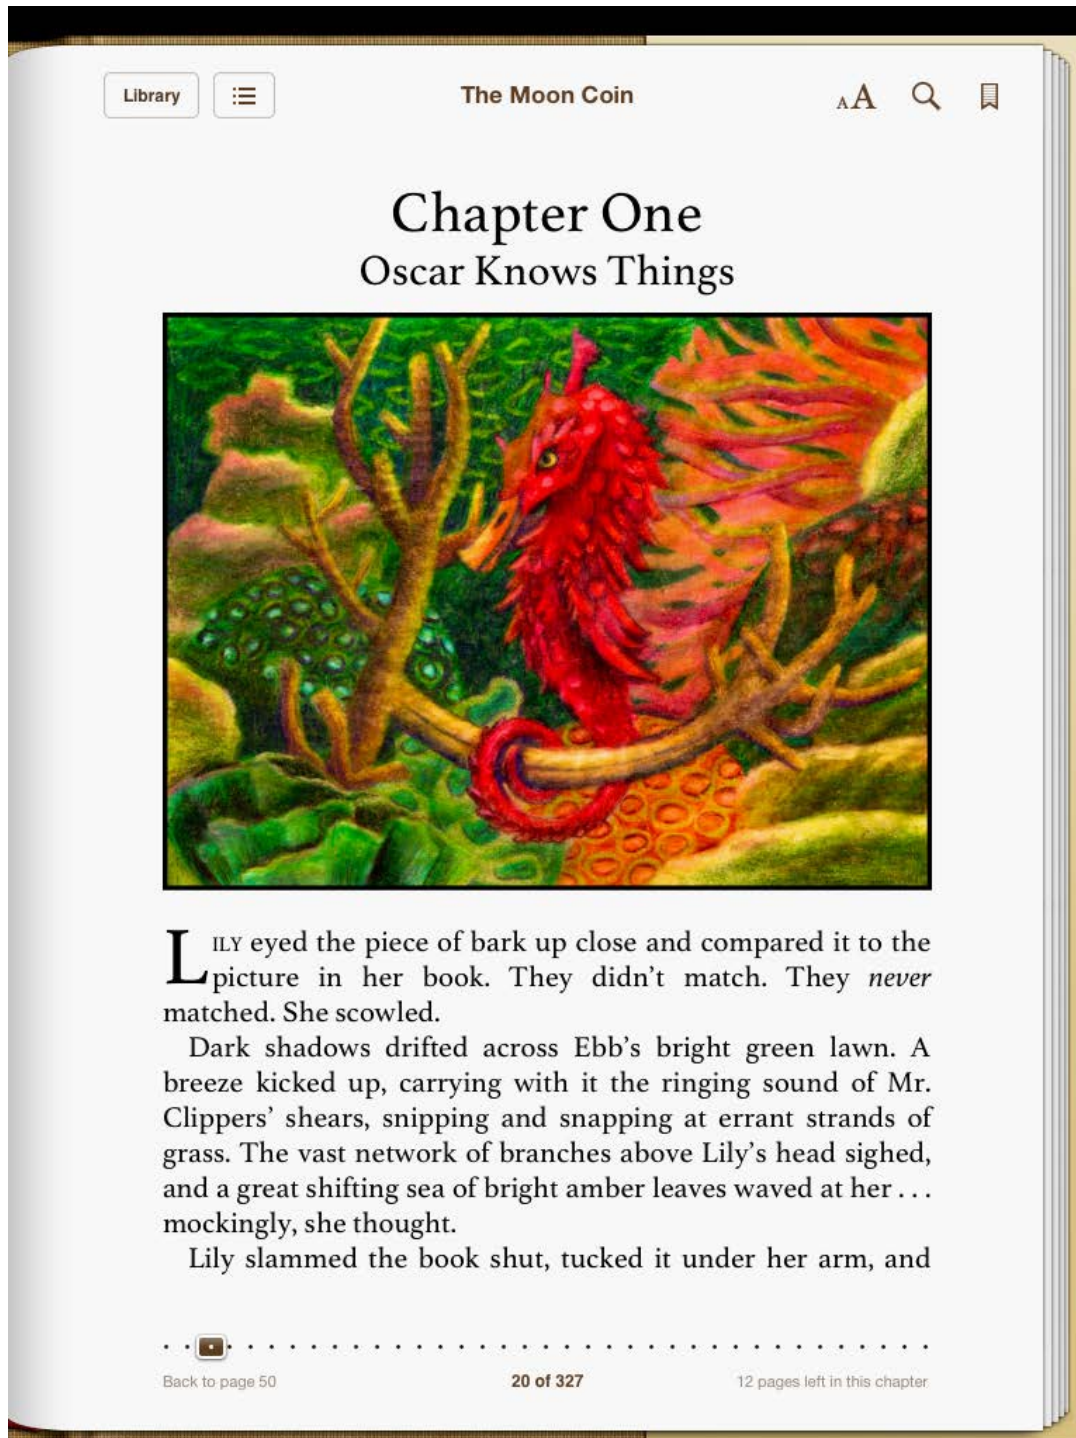 Library
The Moon Coin
AA
Chapter One
Oscar Knows Things
LILY eyed the piece of bark up close and compared it to the
picture in her book. They didn’t match. They never
matched. She scowled.
Dark shadows drifted across Ebb’s bright green lawn. A
breeze kicked up, carrying with it the ringing sound of Mr.
Clippers’ shears, snipping and snapping at errant strands of
grass. The vast network of branches above Lily’s head sighed,
and a great shifting sea of bright amber leaves waved at her . . .
mockingly, she thought.
Lily slammed the book shut, tucked it under her arm, and
Back to page 50
20 of 327
12 pages left in this chapter